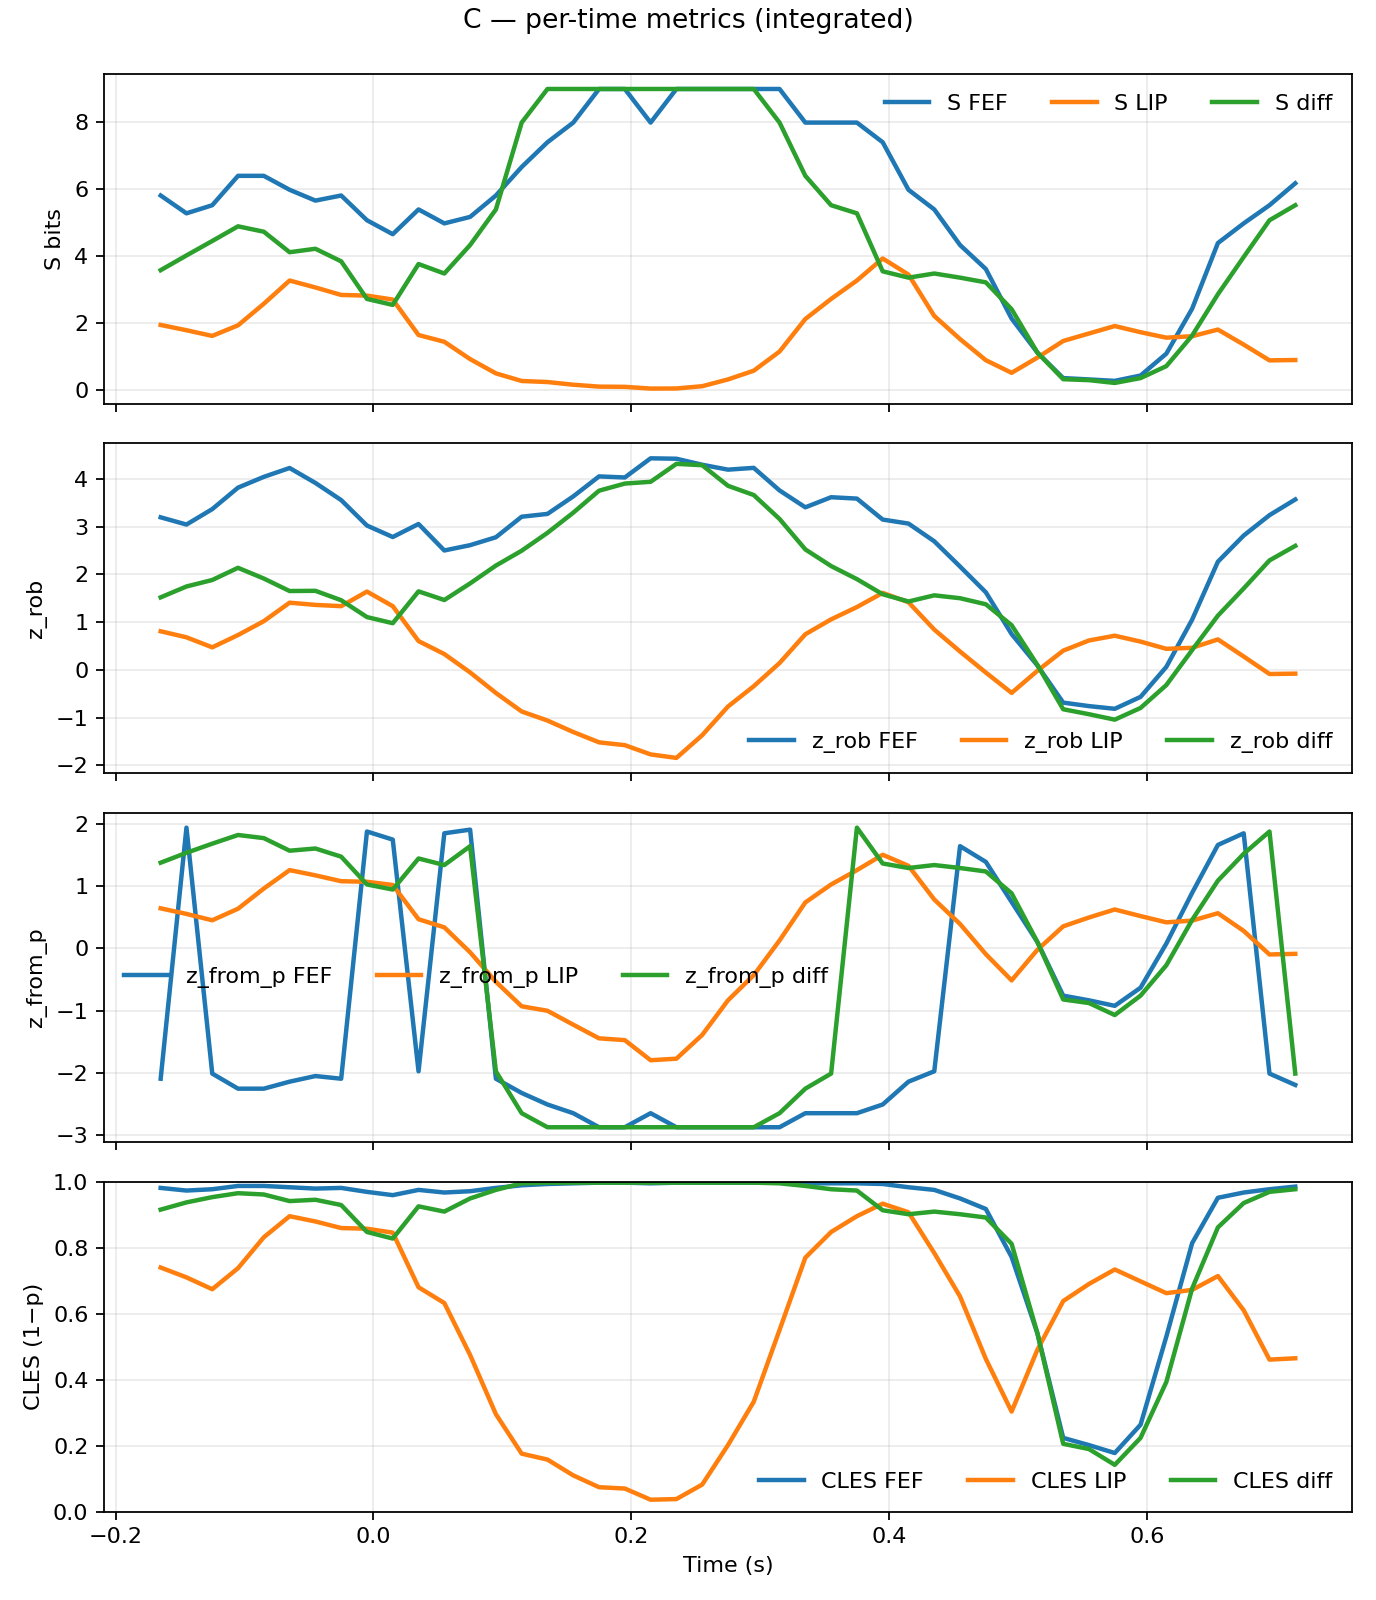 C — per-time metrics (integrated)
S bits
8
6
4
2
0
S FEF
S LIP
S diff
z_rob
4
3
2
1
0
−1
−2
z_rob FEF
z_rob LIP
z_rob diff
z_from_p
2
1
0
−1
−2
−3
z_from_p FEF
z_from_p LIP
z_from_p diff
CLES (1−p)
1.0
0.8
0.6
0.4
0.2
0.0
CLES FEF
CLES LIP
CLES diff
−0.2
0.0
0.2
0.4
0.6
Time (s)